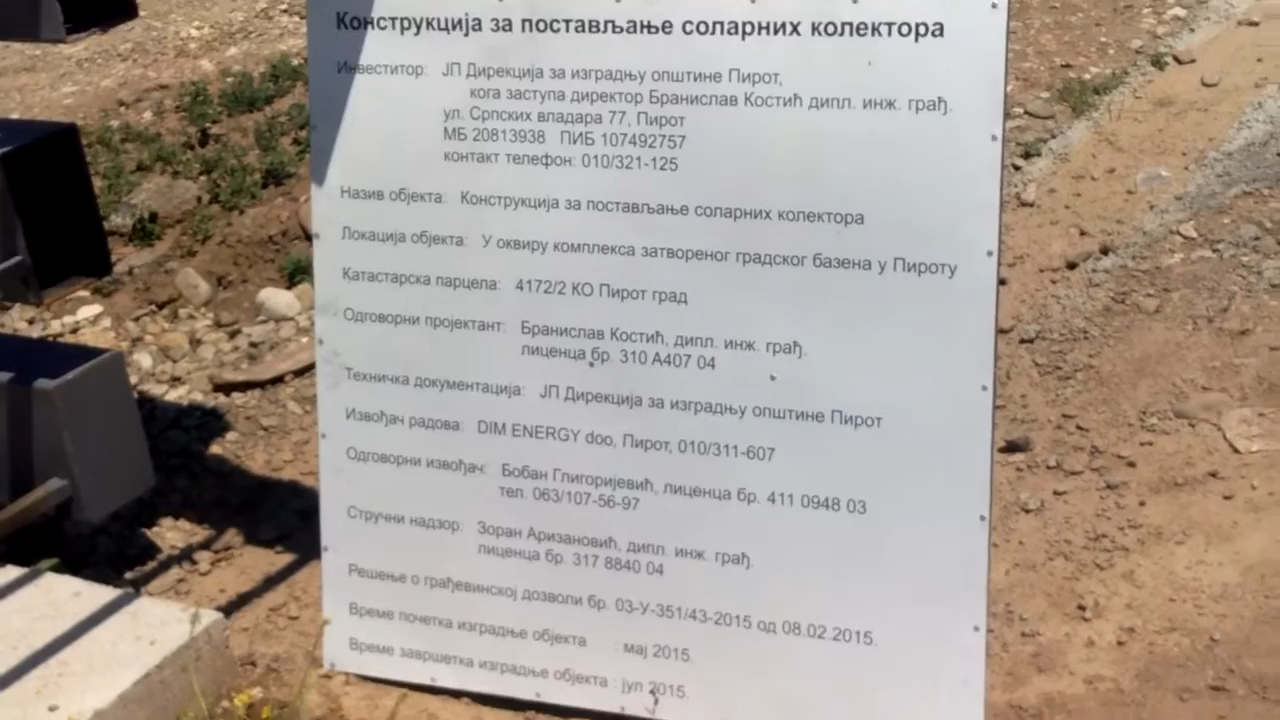 Конструкција за постављање соларних колектора
Инвеститор: ЈП Дирекција за изградњу општине Пирот,
кога заступа директор Бранислав Костић дипл. инж. грађ.
ул. Српских владара 77, Пирот
МБ 20813938 ПИБ 107492757
контакт телефон: 010/321-125
Назив објекта: Конструкција за постављање соларних колектора
Локација објекта: У оквиру комплекса затвореног градског базена у Пироту
Катастарска парцела: 4172/2 КО Пирот град
Одговорни пројектант: Бранислав Костић, дипл. инж. грађ.
лиценца бр. 310 А407 04
Техничка документација: ЈП Дирекција за изградњу општине Пирот
Извођач радова: DIM ENERGY doo, Пирот, 010/311-607
Одговорни извођач: Бобан Глигоријевић, лиценца бр. 411 0948 03
тел. 063/107-56-97
Стручни надзор: Зоран Аризановић, дипл. инж. грађ.
лиценца бр. 317 8840 04
Решење о грађевинској дозволи бр. 03-У-351/43-2015 од 08.02.2015.
Време почетка изградње објекта : мај 2015.
Време завршетка изградње објекта : јул 2015.